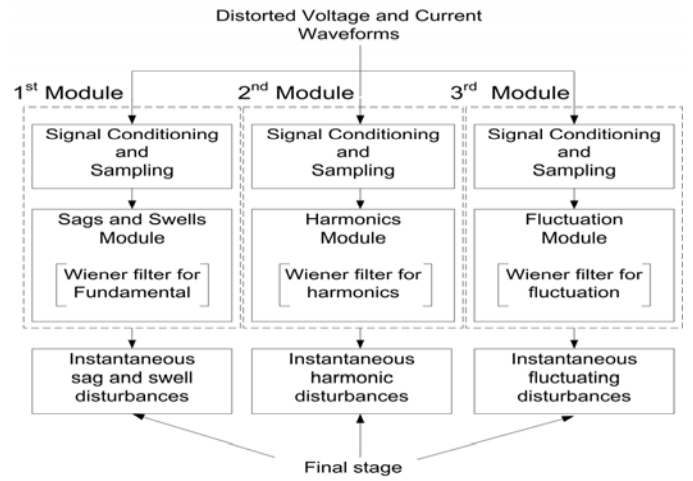 Distorted Voltage and Current
Waveforms
1st Module
2nd Module
3rd Module
Signal Conditioning
and
Sampling
Signal Conditioning
and
Sampling
Signal Conditioning
and
Sampling
Sags and Swells
Module
Wiener filter for
Fundamental
Harmonics
Module
Wiener filter for
harmonics
Fluctuation
Module
Wiener filter for
fluctuation
Instantaneous
sag and swell
disturbances
Instantaneous
harmonic
disturbances
Instantaneous
fluctuating
disturbances
Final stage